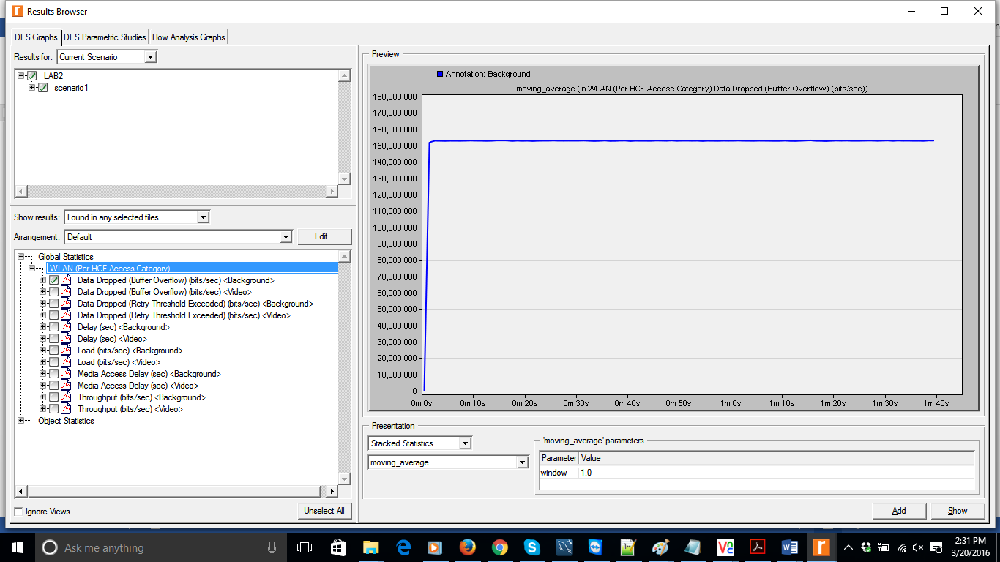 Results Browser
DES Graphs DES Parametric Studies Flow Analysis Graphs
Results for: Current Scenario
LAB2
scenario1
Show results: Found in any selected files
Arrangement: Default Edit...
Global Statistics
WLAN (Per HCF Access Category)
Data Dropped (Buffer Overflow) (bits/sec) <Background>
Data Dropped (Buffer Overflow) (bits/sec) <Video>
Data Dropped (Retry Threshold Exceeded) (bits/sec) <Background>
Data Dropped (Retry Threshold Exceeded) (bits/sec) <Video>
Delay (sec) <Background>
Delay (sec) <Video>
Load (bits/sec) <Background>
Load (bits/sec) <Video>
Media Access Delay (sec) <Background>
Media Access Delay (sec) <Video>
Throughput (bits/sec) <Background>
Throughput (bits/sec) <Video>
Object Statistics
Ignore Views Unselect All
Preview
Annotation: Background
moving_average (in WLAN (Per HCF Access Category).Data Dropped (Buffer Overflow) (bits/sec))
180,000,000
170,000,000
160,000,000
150,000,000
140,000,000
130,000,000
120,000,000
110,000,000
100,000,000
90,000,000
80,000,000
70,000,000
60,000,000
50,000,000
40,000,000
30,000,000
20,000,000
10,000,000
0
0m 0s 0m 10s 0m 20s 0m 30s 0m 40s 0m 50s 1m 0s 1m 10s 1m 20s 1m 30s 1m 40s
Presentation
Stacked Statistics
moving_average
'moving_average' parameters
Parameter Value
window 1.0
Add Show
Ask me anything
2:31 PM
3/20/2016